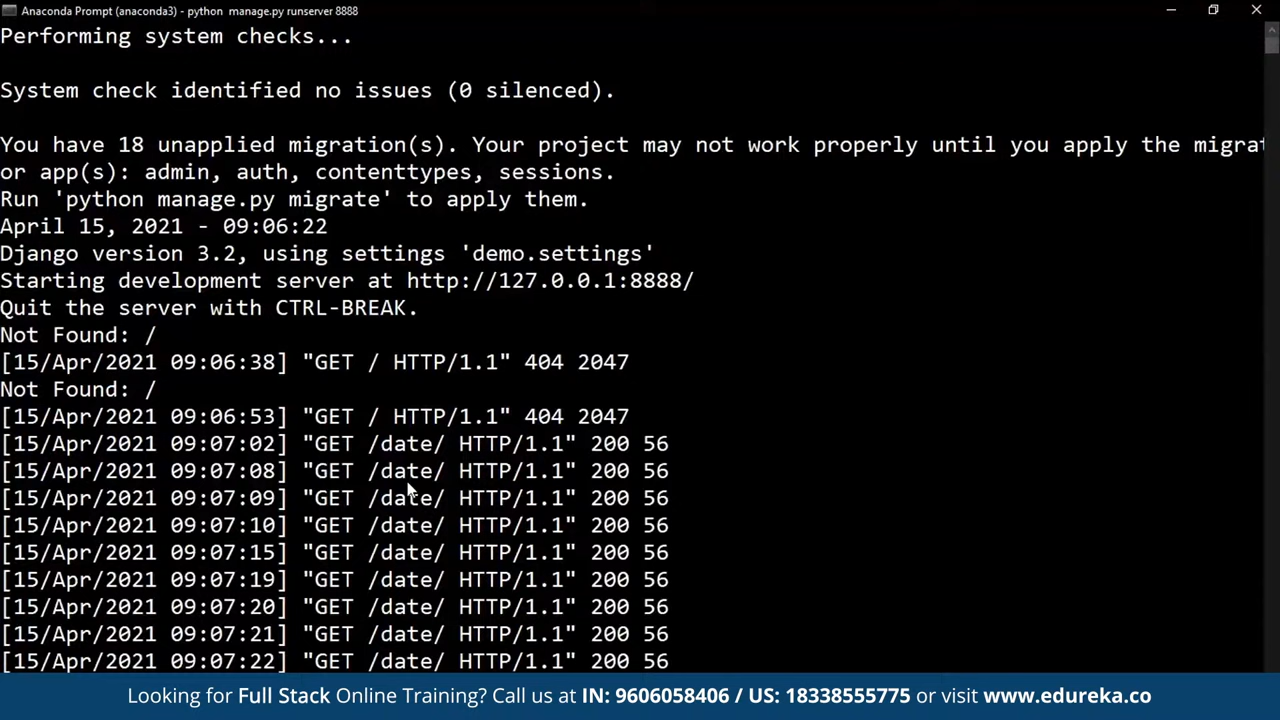 Anaconda Prompt (anaconda3) - python  manage.py runserver 8888
Performing system checks...
System check identified no issues (0 silenced).
You have 18 unapplied migration(s). Your project may not work properly until you apply the migrat
or app(s): admin, auth, contenttypes, sessions.
Run 'python manage.py migrate' to apply them.
April 15, 2021 - 09:06:22
Django version 3.2, using settings 'demo.settings'
Starting development server at http://127.0.0.1:8888/
Quit the server with CTRL-BREAK.
Not Found: /
[15/Apr/2021 09:06:38] "GET / HTTP/1.1" 404 2047
Not Found: /
[15/Apr/2021 09:06:53] "GET / HTTP/1.1" 404 2047
[15/Apr/2021 09:07:02] "GET /date/ HTTP/1.1" 200 56
[15/Apr/2021 09:07:08] "GET /date/ HTTP/1.1" 200 56
[15/Apr/2021 09:07:09] "GET /date/ HTTP/1.1" 200 56
[15/Apr/2021 09:07:10] "GET /date/ HTTP/1.1" 200 56
[15/Apr/2021 09:07:15] "GET /date/ HTTP/1.1" 200 56
[15/Apr/2021 09:07:19] "GET /date/ HTTP/1.1" 200 56
[15/Apr/2021 09:07:20] "GET /date/ HTTP/1.1" 200 56
[15/Apr/2021 09:07:21] "GET /date/ HTTP/1.1" 200 56
[15/Apr/2021 09:07:22] "GET /date/ HTTP/1.1" 200 56
Looking for Full Stack Online Training? Call us at IN: 9606058406 / US: 18338555775 or visit www.edureka.co